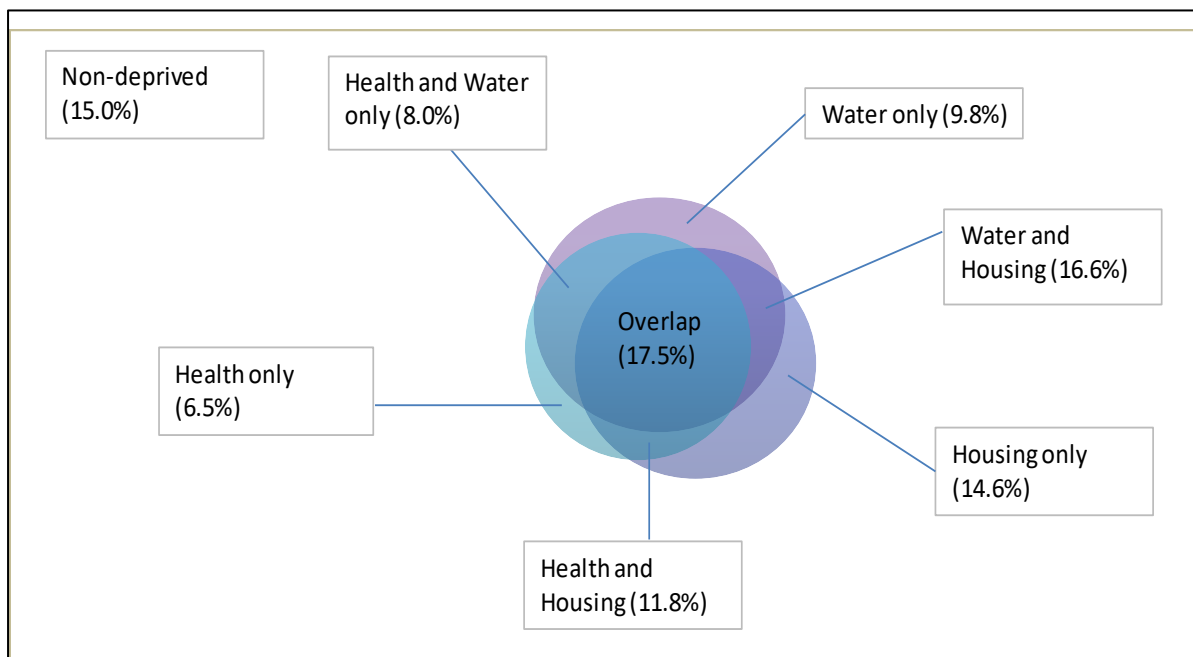 Non-deprived
(15.0%)
Health and Water
only (8.0%)
Water only (9.8%)
Water and
Housing (16.6%)
Overlap
(17.5%)
Health only
(6.5%)
Housing only
(14.6%)
Health and
Housing (11.8%)